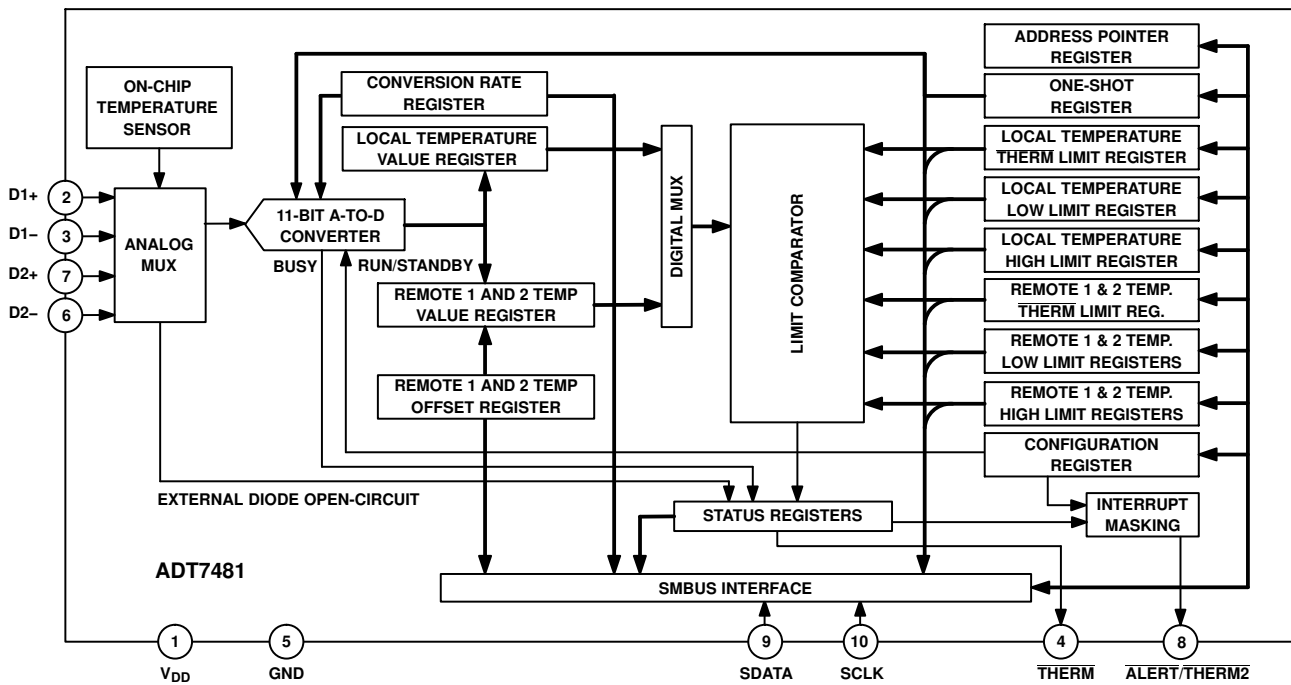 ON-CHIP
TEMPERATURE
SENSOR
CONVERSION RATE
REGISTER
LOCAL TEMPERATURE
VALUE REGISTER
ADDRESS POINTER
REGISTER
ONE-SHOT
REGISTER
LOCAL TEMPERATURE
THERM LIMIT REGISTER
LOCAL TEMPERATURE
LOW LIMIT REGISTER
LOCAL TEMPERATURE
HIGH LIMIT REGISTER
REMOTE 1 & 2 TEMP.
THERM LIMIT REG.
REMOTE 1 & 2 TEMP.
LOW LIMIT REGISTERS
REMOTE 1 & 2 TEMP.
HIGH LIMIT REGISTERS
CONFIGURATION
REGISTER
INTERRUPT
MASKING
D1+ 2
D1– 3
D2+ 7
D2– 6
ANALOG
MUX
11-BIT A-TO-D
CONVERTER
BUSY
RUN/STANDBY
DIGITAL MUX
LIMIT COMPARATOR
REMOTE 1 AND 2 TEMP
VALUE REGISTER
REMOTE 1 AND 2 TEMP
OFFSET REGISTER
EXTERNAL DIODE OPEN-CIRCUIT
STATUS REGISTERS
ADT7481
SMBUS INTERFACE
1 5 9 10 4 8
VDD GND SDATA SCLK THERM ALERT/THERM2